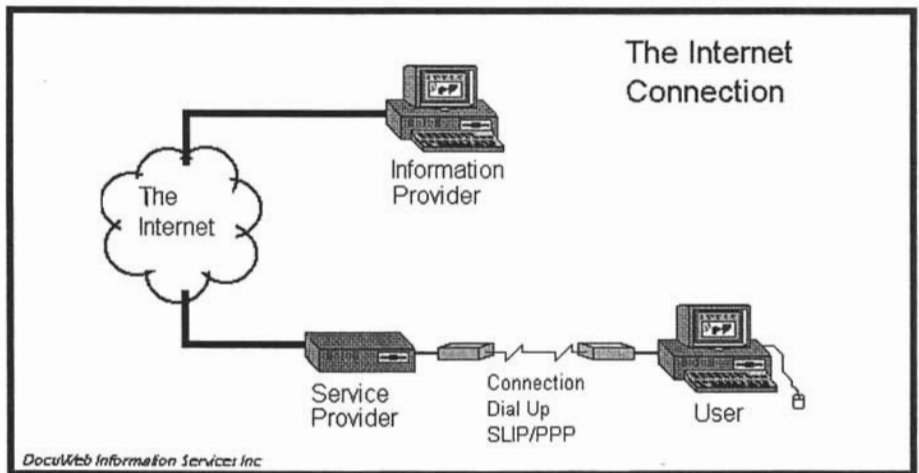 The Internet
Connection
Information
Provider
The
Internet
Service
Provider
Connection
Dial Up
SLIP/PPP
User
DocuWeb Information Services Inc